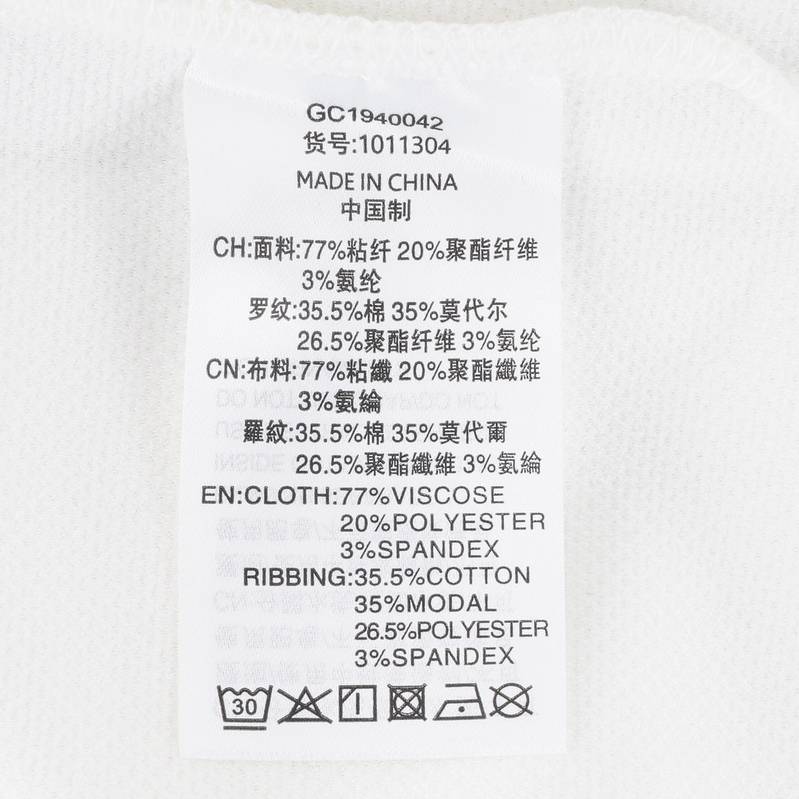 GC1940042
货号:1011304
MADE IN CHINA
中国制
CH:面料:77%粘纤 20%聚酯纤维
3%氨纶
罗纹:35.5%棉 35%莫代尔
26.5%聚酯纤维 3%氨纶
CN:布料:77%粘纖 20%聚酯纖維
3%氨綸
羅紋:35.5%棉 35%莫代爾
26.5%聚酯纖維 3%氨綸
EN:CLOTH:77%VISCOSE
20%POLYESTER
3%SPANDEX
RIBBING:35.5%COTTON
35%MODAL
26.5%POLYESTER
3%SPANDEX
30